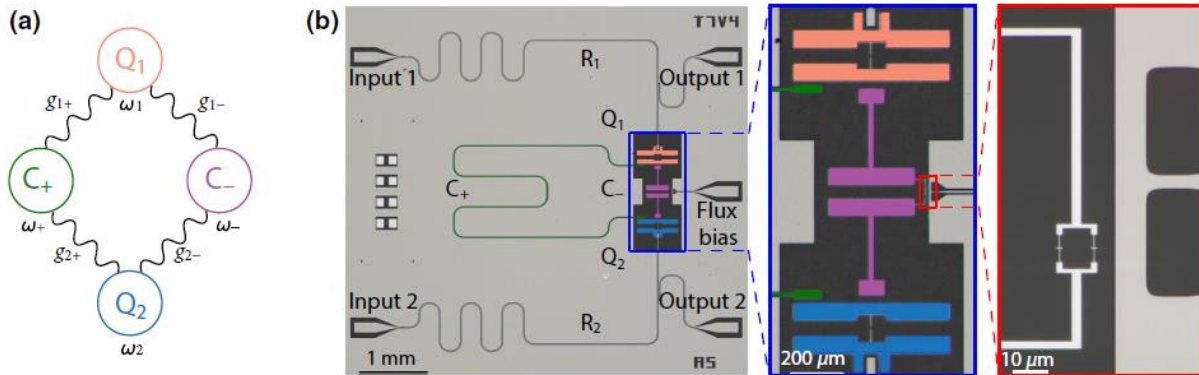 (a)
Q₁
ω₁
g₁₊
g₁₋
C₊
ω₊
C₋
ω₋
g₂₊
g₂₋
Q₂
ω₂
(b)
T7V4
Input 1
R₁
Output 1
Q₁
C₊
C₋
Flux
bias
Q₂
Input 2
R₂
Output 2
1 mm
A5
200 μm
10 μm